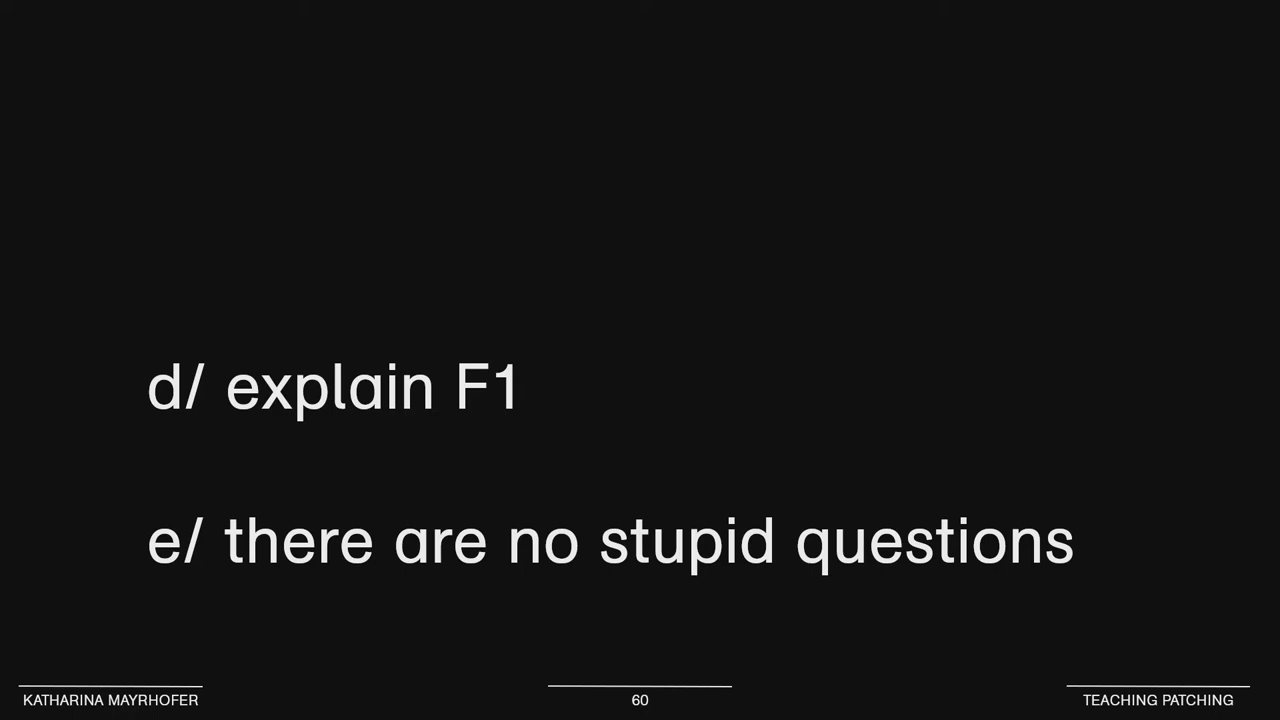 d/ explain F1
e/ there are no stupid questions
KATHARINA MAYRHOFER
60
TEACHING PATCHING